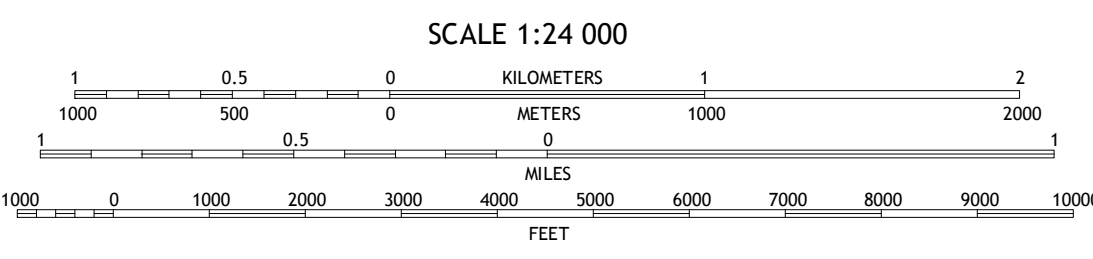 SCALE 1:24 000
1 0.5 0 KILOMETERS 1 2
1000 500 0 METERS 1000 2000
1 0.5 0 1
MILES
1000 0 1000 2000 3000 4000 5000 6000 7000 8000 9000 10000
FEET